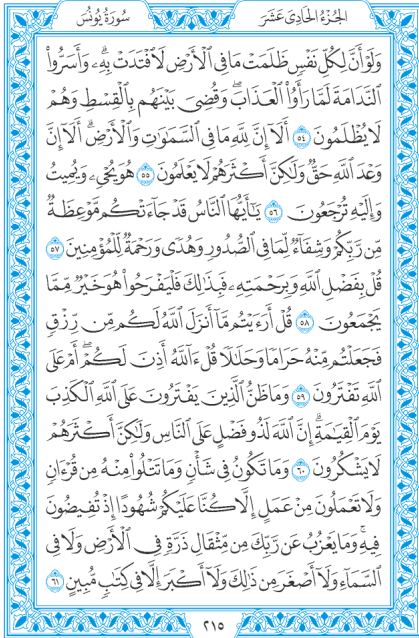 الجُزْءُ الحَادِى عَشَرَ
سُورَةُ يُونُسَ
وَلَوْ أَنَّ لِكُلِّ نَفْسٍ ظَلَمَتْ مَا فِى ٱلْأَرْضِ لَٱفْتَدَتْ بِهِۦۗ وَأَسَرُّوا۟
ٱلنَّدَامَةَ لَمَّا رَأَوُا۟ ٱلْعَذَابَۖ وَقُضِىَ بَيْنَهُم بِٱلْقِسْطِ وَهُمْ
لَا يُظْلَمُونَ ٥٤ أَلَآ إِنَّ لِلَّهِ مَا فِى ٱلسَّمَٰوَٰتِ وَٱلْأَرْضِۗ أَلَآ إِنَّ
وَعْدَ ٱللَّهِ حَقٌّ وَلَٰكِنَّ أَكْثَرَهُمْ لَا يَعْلَمُونَ ٥٥ هُوَ يُحْىِۦ وَيُمِيتُ
وَإِلَيْهِ تُرْجَعُونَ ٥٦ يَٰٓأَيُّهَا ٱلنَّاسُ قَدْ جَآءَتْكُم مَّوْعِظَةٌ
مِّن رَّبِّكُمْ وَشِفَآءٌ لِّمَا فِى ٱلصُّدُورِ وَهُدًى وَرَحْمَةٌ لِّلْمُؤْمِنِينَ ٥٧
قُلْ بِفَضْلِ ٱللَّهِ وَبِرَحْمَتِهِۦ فَبِذَٰلِكَ فَلْيَفْرَحُوا۟ هُوَ خَيْرٌ مِّمَّا
يَجْمَعُونَ ٥٨ قُلْ أَرَءَيْتُم مَّآ أَنزَلَ ٱللَّهُ لَكُم مِّن رِّزْقٍ
فَجَعَلْتُم مِّنْهُ حَرَامًا وَحَلَٰلًا قُلْ ءَآللَّهُ أَذِنَ لَكُمْۖ أَمْ عَلَى
ٱللَّهِ تَفْتَرُونَ ٥٩ وَمَا ظَنُّ ٱلَّذِينَ يَفْتَرُونَ عَلَى ٱللَّهِ ٱلْكَذِبَ
يَوْمَ ٱلْقِيَٰمَةِۗ إِنَّ ٱللَّهَ لَذُو فَضْلٍ عَلَى ٱلنَّاسِ وَلَٰكِنَّ أَكْثَرَهُمْ
لَا يَشْكُرُونَ ٦٠ وَمَا تَكُونُ فِى شَأْنٍ وَمَا تَتْلُوا۟ مِنْهُ مِن قُرْءَانٍ
وَلَا تَعْمَلُونَ مِنْ عَمَلٍ إِلَّا كُنَّا عَلَيْكُمْ شُهُودًا إِذْ تُفِيضُونَ
فِيهِۚ وَمَا يَعْزُبُ عَن رَّبِّكَ مِن مِّثْقَالِ ذَرَّةٍ فِى ٱلْأَرْضِ وَلَا فِى
ٱلسَّمَآءِ وَلَآ أَصْغَرَ مِن ذَٰلِكَ وَلَآ أَكْبَرَ إِلَّا فِى كِتَٰبٍ مُّبِينٍ ٦١
٢١٥